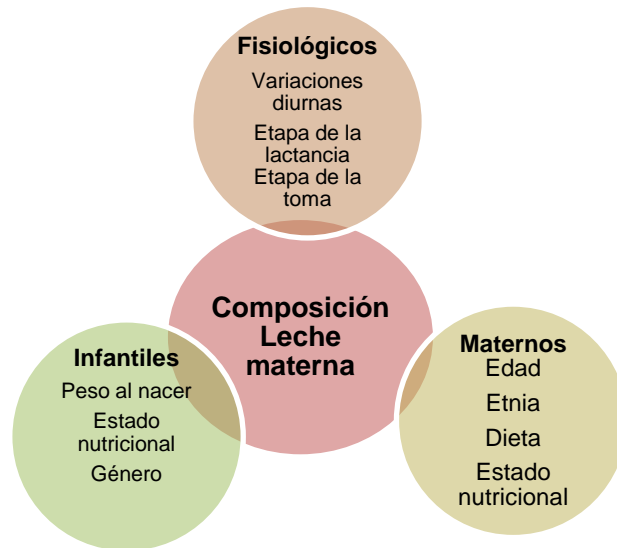 Fisiológicos
Variaciones
diurnas
Etapa de la
lactancia
Etapa de la
toma
Composición
Leche
materna
Infantiles
Peso al nacer
Estado
nutricional
Género
Maternos
Edad
Etnia
Dieta
Estado
nutricional